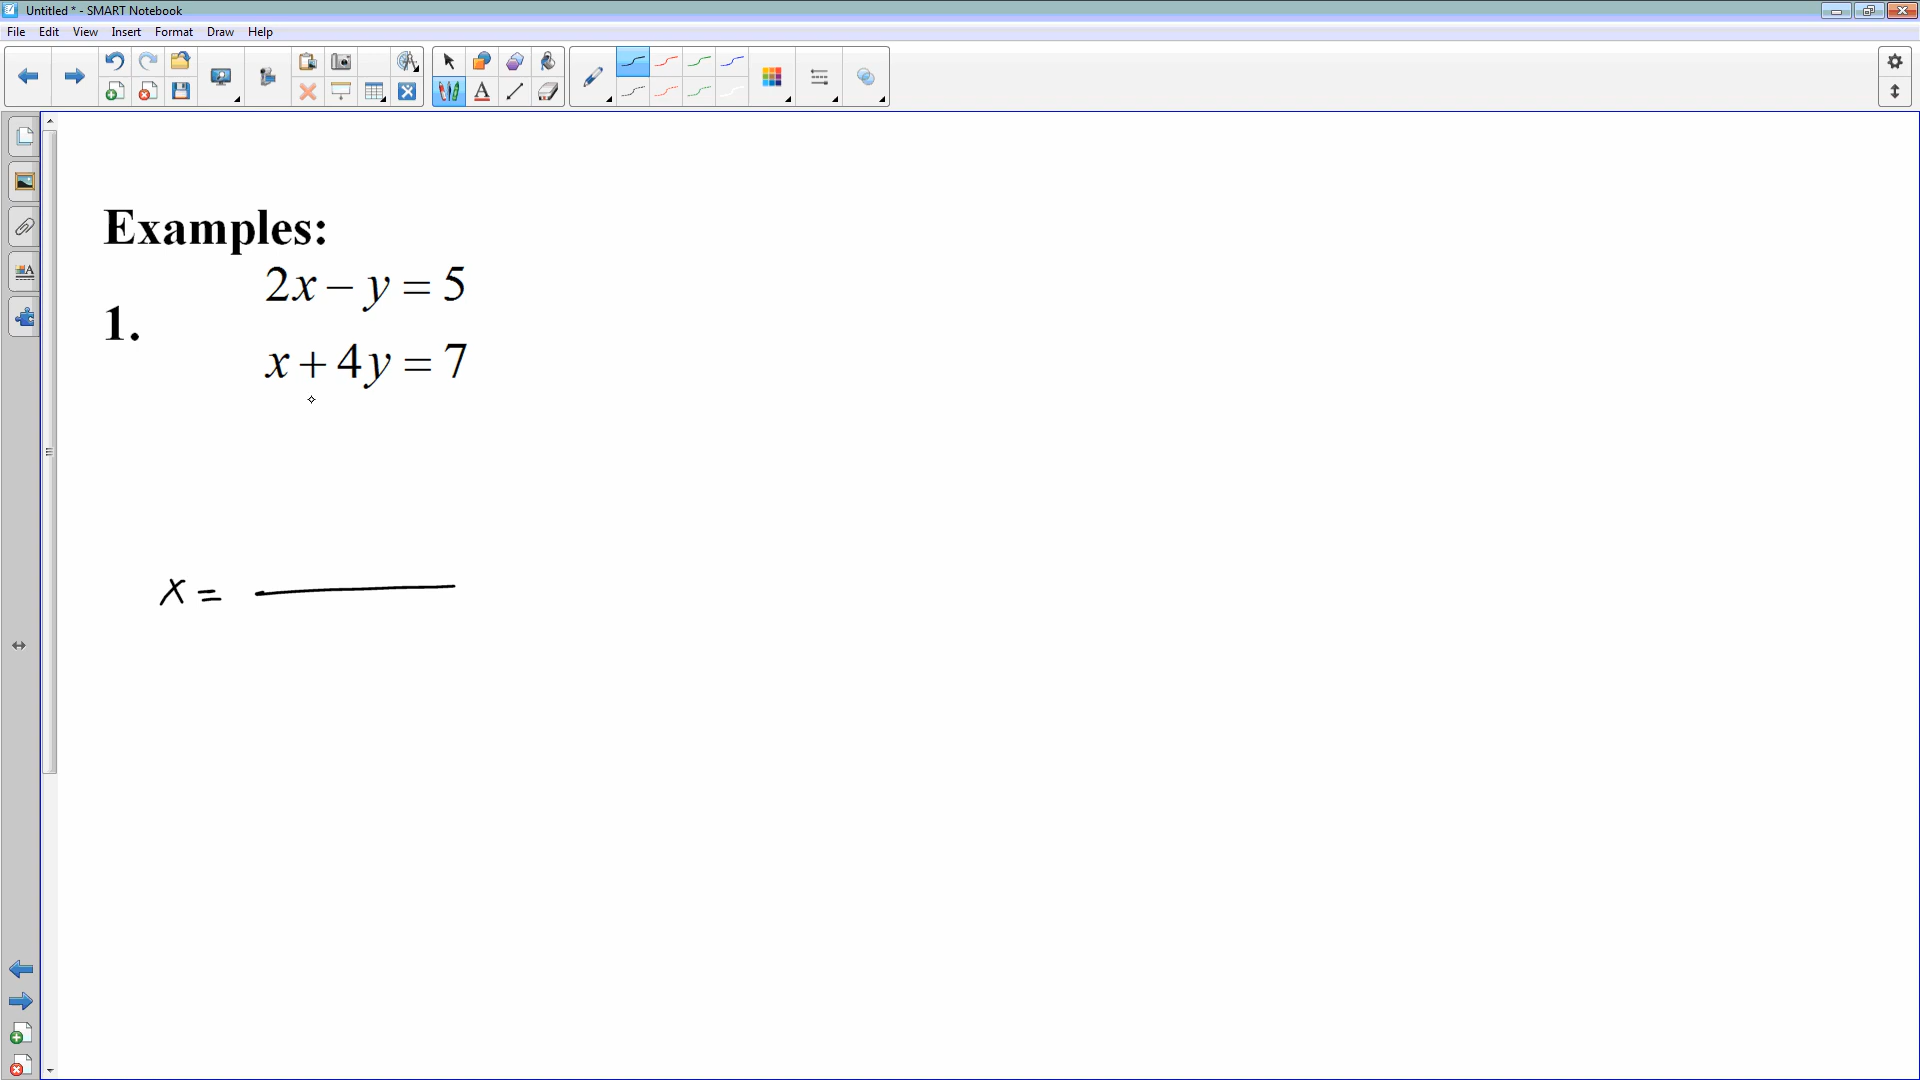 Untitled * - SMART Notebook
File Edit View Insert Format Draw Help
Examples:
2x − y = 5
1.
x + 4y = 7
x =